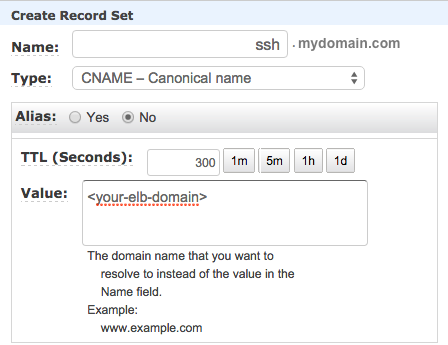 Create Record Set
Name: ssh .mydomain.com
Type: CNAME – Canonical name
Alias: Yes No
TTL (Seconds): 300 1m 5m 1h 1d
Value: <your-elb-domain>
The domain name that you want to
resolve to instead of the value in the
Name field.
Example:
www.example.com